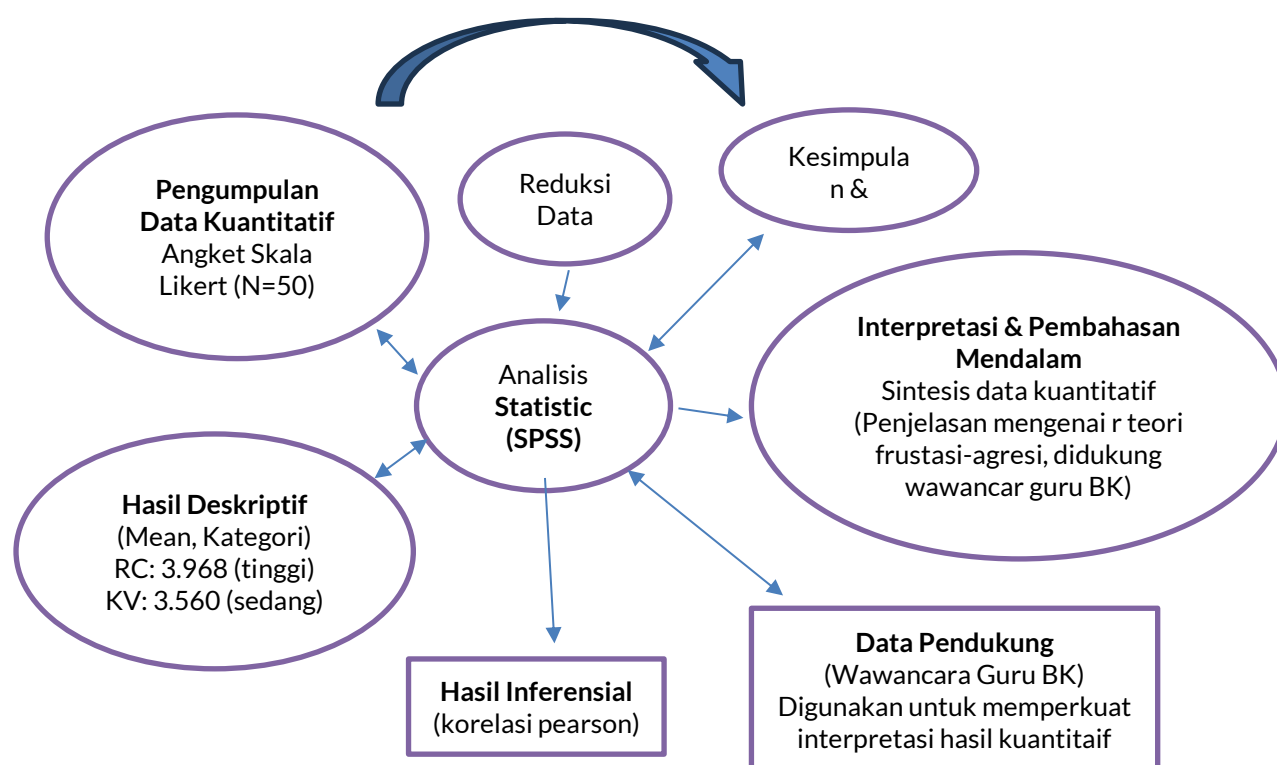 Pengumpulan
Data Kuantitatif
Angket Skala
Likert (N=50)
Reduksi
Data
Kesimpula
n &
Analisis
Statistic
(SPSS)
Interpretasi & Pembahasan
Mendalam
Sintesis data kuantitatif
(Penjelasan mengenai r teori
frustasi-agresi, didukung
wawancar guru BK)
Hasil Deskriptif
(Mean, Kategori)
RC: 3.968 (tinggi)
KV: 3.560 (sedang)
Hasil Inferensial
(korelasi pearson)
Data Pendukung
(Wawancara Guru BK)
Digunakan untuk memperkuat
interpretasi hasil kuantitaif